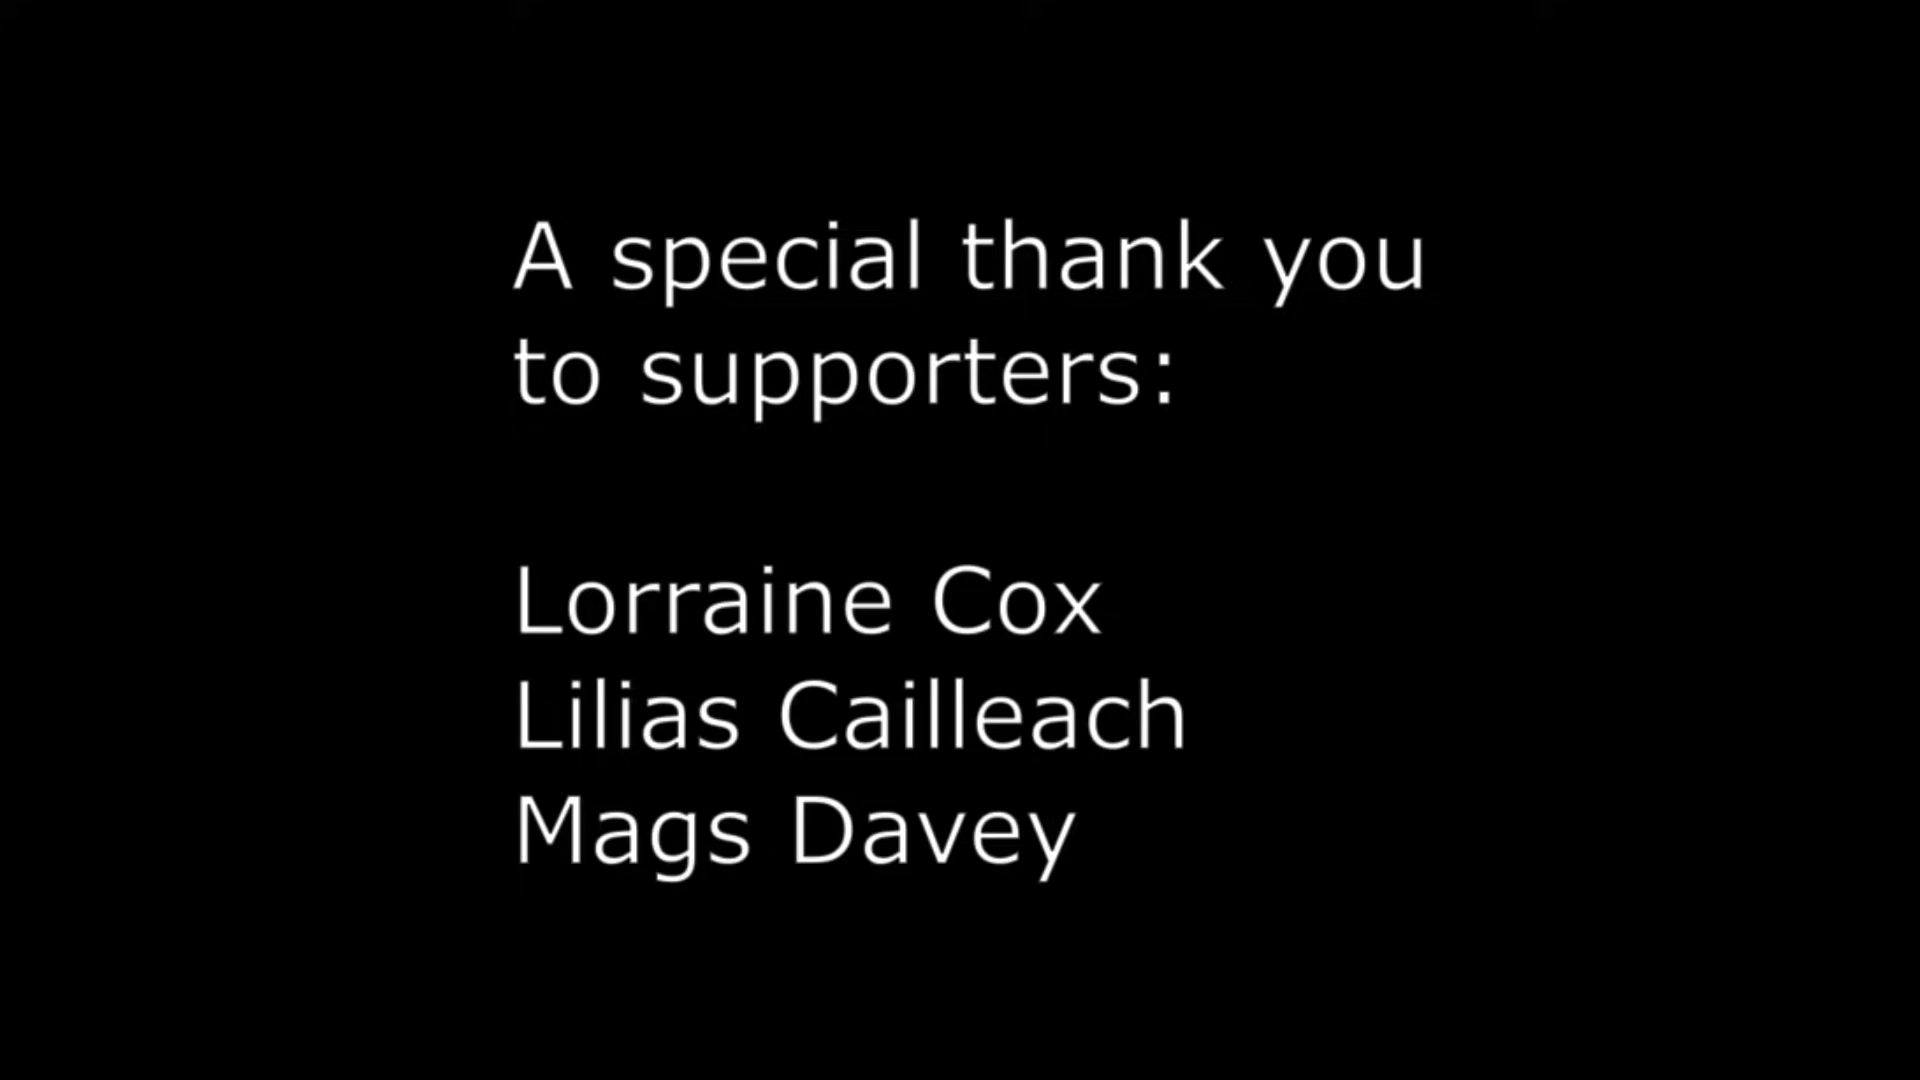 A special thank you
to supporters:
Lorraine Cox
Lilias Cailleach
Mags Davey